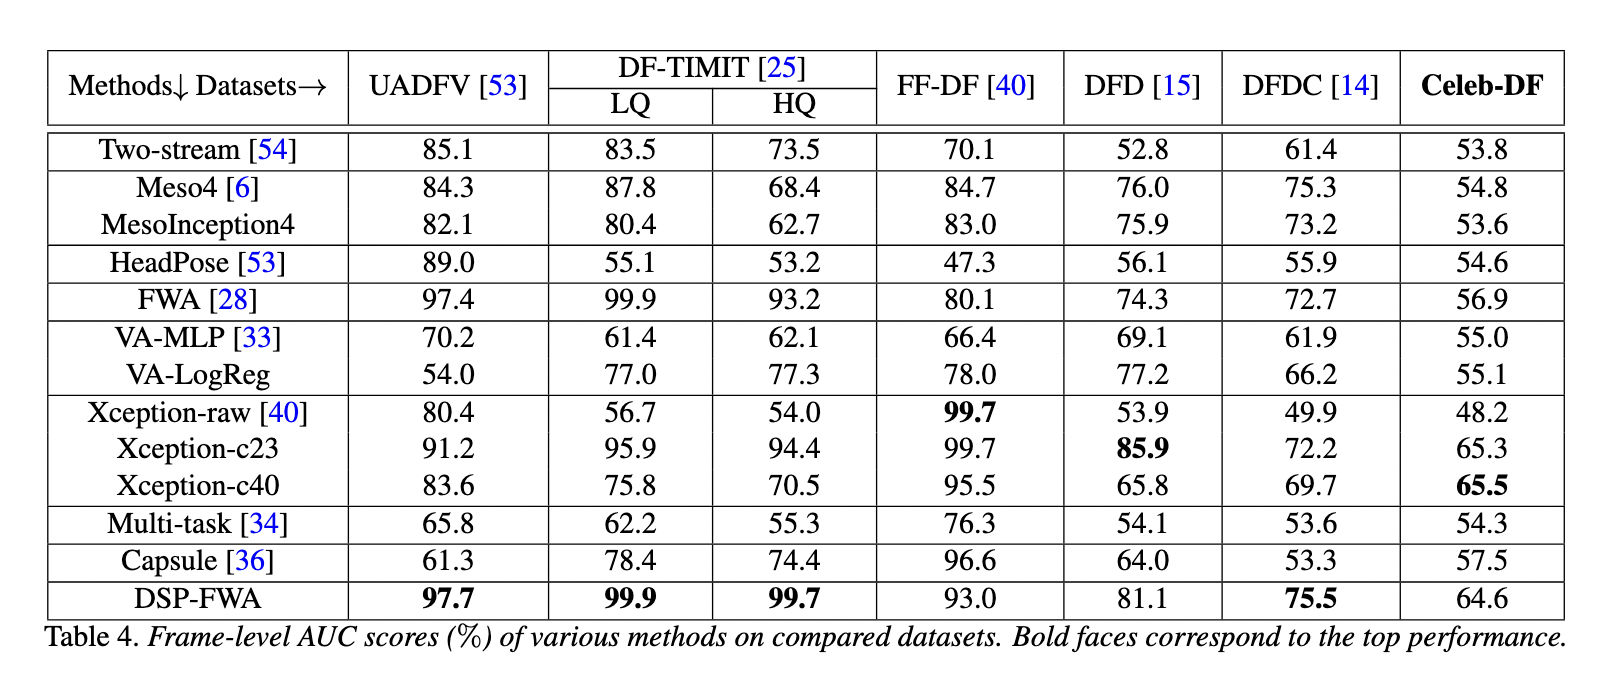 Methods↓ Datasets→ UADFV [53] DF-TIMIT [25] FF-DF [40] DFD [15] DFDC [14] Celeb-DF
LQ HQ
Two-stream [54] 85.1 83.5 73.5 70.1 52.8 61.4 53.8
Meso4 [6] 84.3 87.8 68.4 84.7 76.0 75.3 54.8
MesoInception4 82.1 80.4 62.7 83.0 75.9 73.2 53.6
HeadPose [53] 89.0 55.1 53.2 47.3 56.1 55.9 54.6
FWA [28] 97.4 99.9 93.2 80.1 74.3 72.7 56.9
VA-MLP [33] 70.2 61.4 62.1 66.4 69.1 61.9 55.0
VA-LogReg 54.0 77.0 77.3 78.0 77.2 66.2 55.1
Xception-raw [40] 80.4 56.7 54.0 99.7 53.9 49.9 48.2
Xception-c23 91.2 95.9 94.4 99.7 85.9 72.2 65.3
Xception-c40 83.6 75.8 70.5 95.5 65.8 69.7 65.5
Multi-task [34] 65.8 62.2 55.3 76.3 54.1 53.6 54.3
Capsule [36] 61.3 78.4 74.4 96.6 64.0 53.3 57.5
DSP-FWA 97.7 99.9 99.7 93.0 81.1 75.5 64.6
Table 4. Frame-level AUC scores (%) of various methods on compared datasets. Bold faces correspond to the top performance.